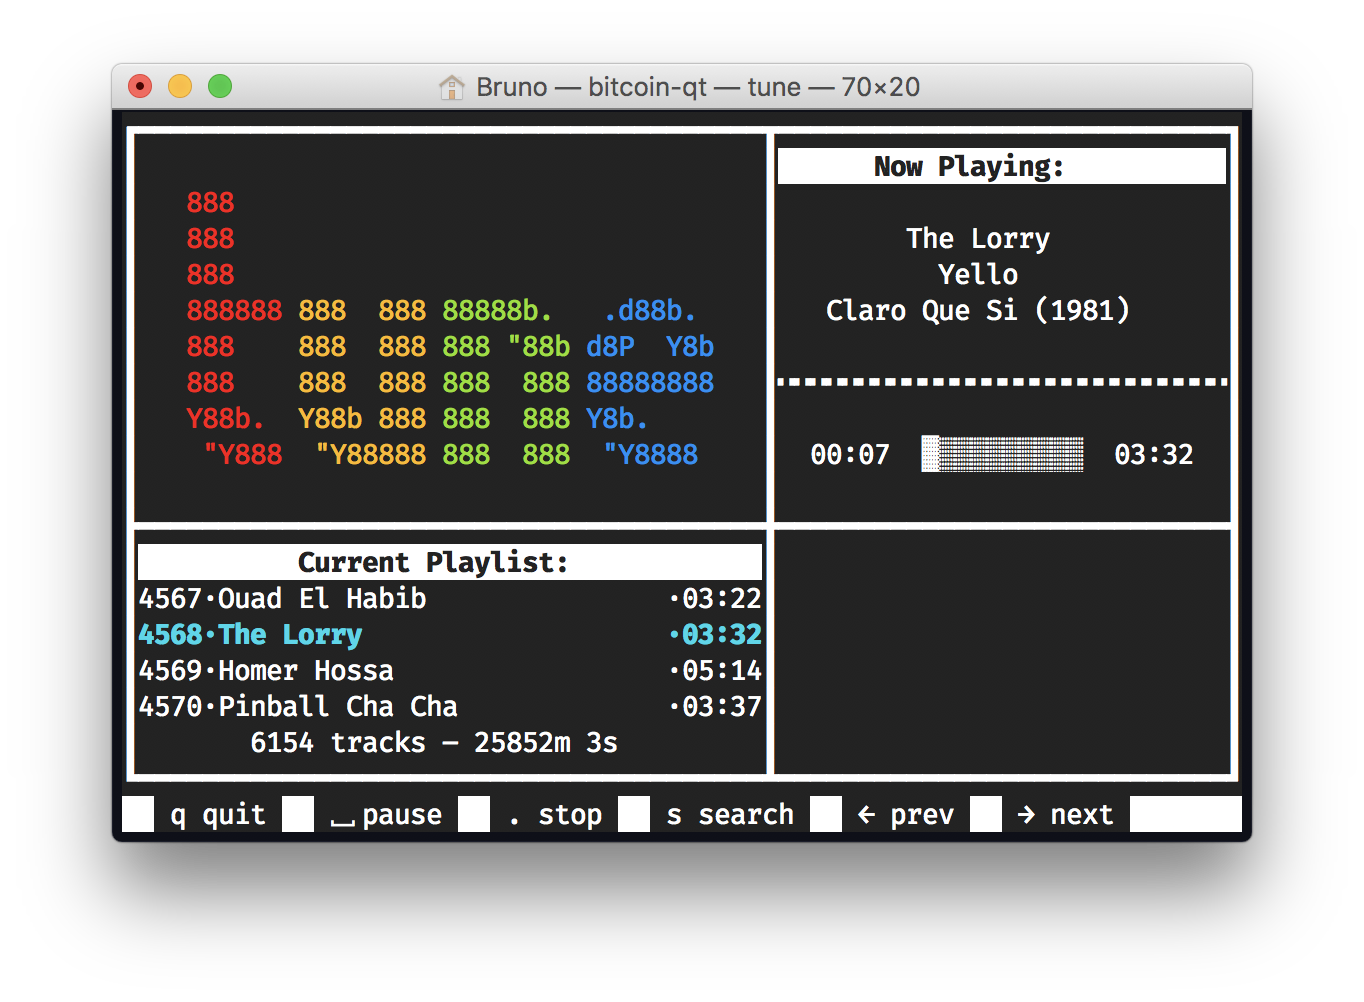 Bruno — bitcoin-qt — tune — 70×20
888
888
888
888888 888  888 88888b.   .d88b.
888    888  888 888 "88b d8P  Y8b
888    888  888 888  888 88888888
Y88b.  Y88b 888 888  888 Y8b.
"Y888  "Y88888 888  888  "Y8888
Now Playing:
The Lorry
Yello
Claro Que Si (1981)
00:07 03:32
Current Playlist:
4567·Ouad El Habib ·03:22
4568·The Lorry ·03:32
4569·Homer Hossa ·05:14
4570·Pinball Cha Cha ·03:37
6154 tracks — 25852m 3s
q quit ⎵ pause . stop s search ← prev → next